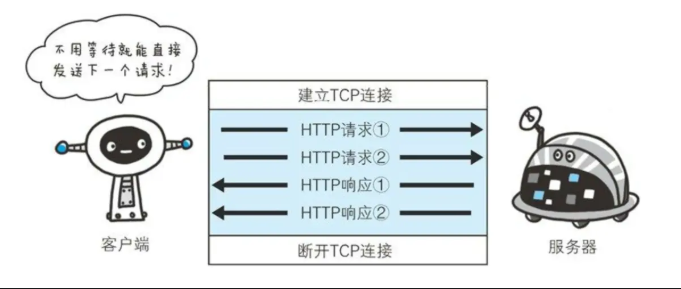 不用等待就能直接
发送下一个请求!
建立TCP连接
HTTP请求①
HTTP请求②
HTTP响应①
HTTP响应②
断开TCP连接
客户端
服务器